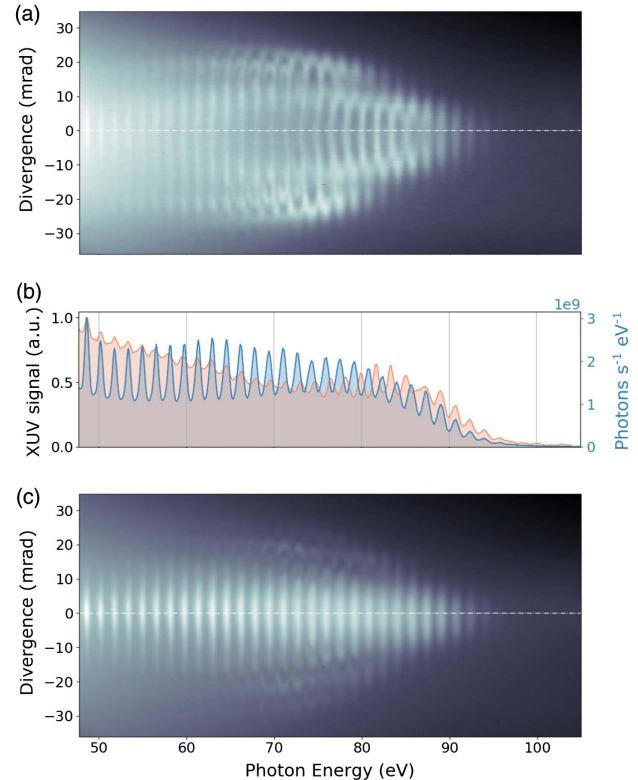 (a)
30
20
10
0
−10
−20
−30
Divergence (mrad)
(b)
1e9
1.0
0.5
0.0
XUV signal (a.u.)
3
2
1
0
Photons s⁻¹ eV⁻¹
(c)
30
20
10
0
−10
−20
−30
Divergence (mrad)
50 60 70 80 90 100
Photon Energy (eV)